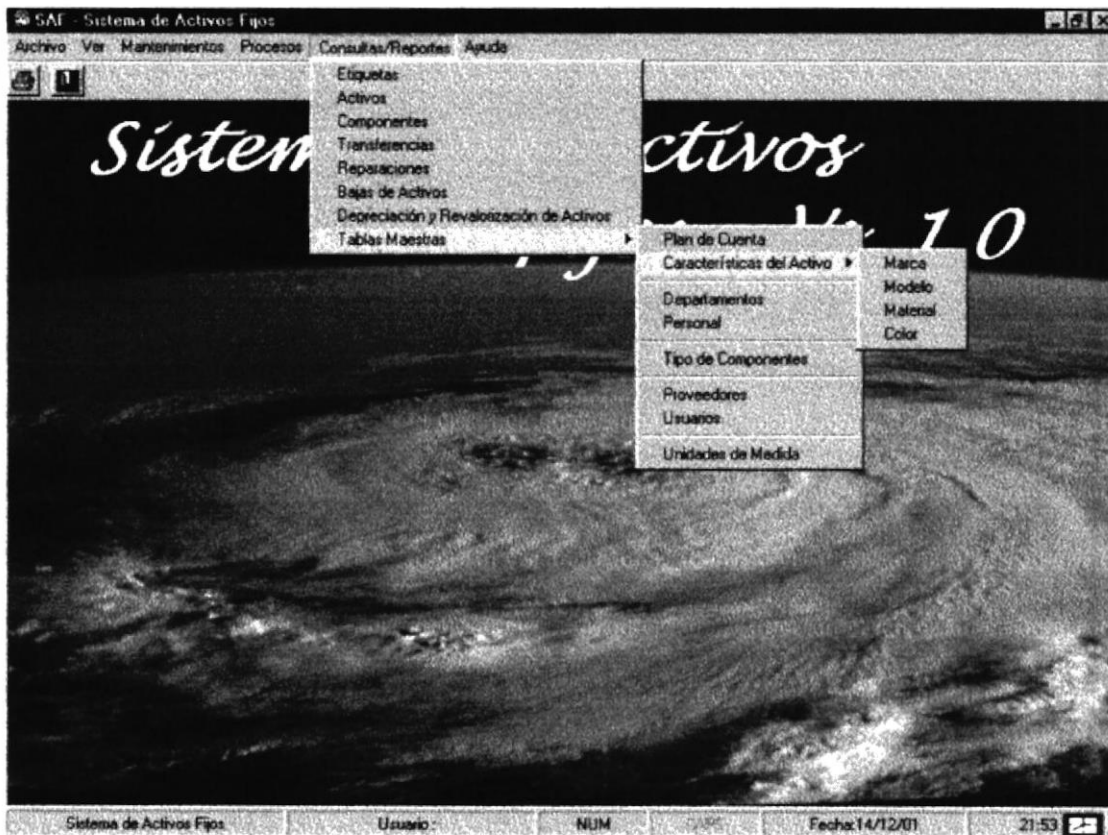 SAF - Sistema de Activos Fijos
Archivo Ver Mantenimientos Procesos Consultas/Reportes Ayuda
Etiquetas
Activos
Componentes
Transferencias
Reparaciones
Bajas de Activos
Depreciación y Revalorización de Activos
Tablas Maestras
Plan de Cuenta
Características del Activo
Departamentos
Personal
Tipo de Componentes
Proveedores
Usuarios
Unidades de Medida
Marca
Modelo
Material
Color
Sistem ctivos
1.0
Sistema de Activos Fijos Usuario : NUM CAPS Fecha:14/12/01 21:53